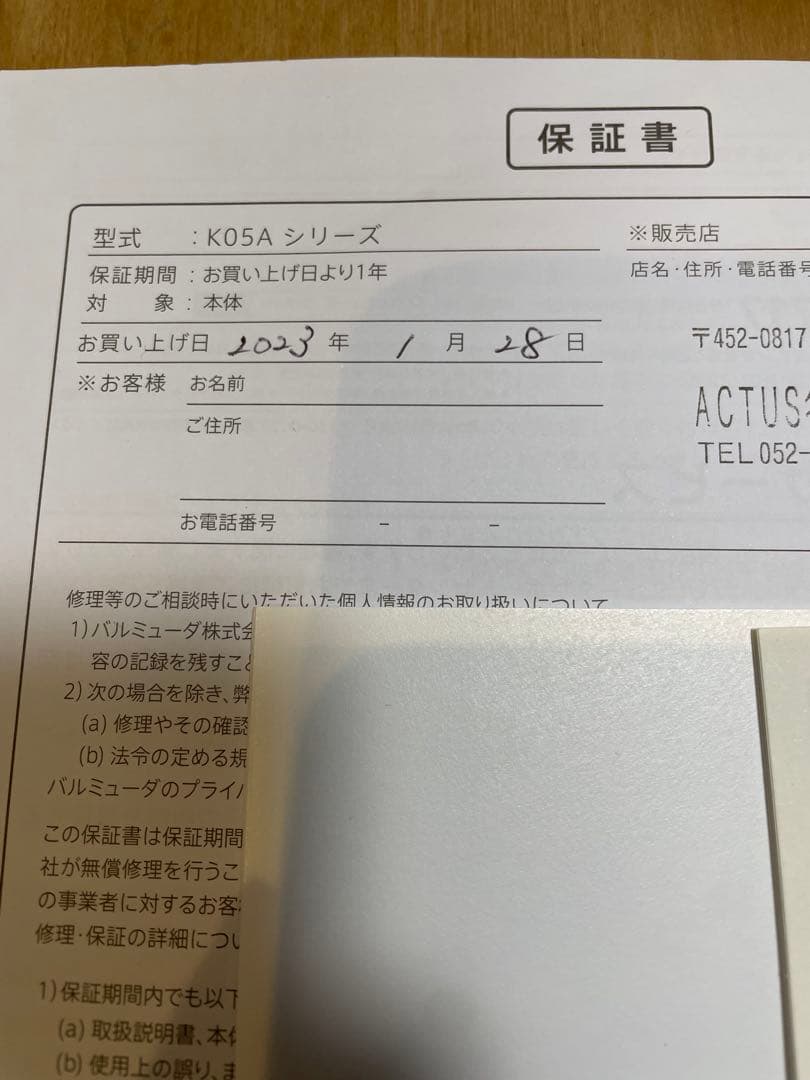 保証書
型式 : K05A シリーズ
保証期間 : お買い上げ日より1年
対 象 : 本体
お買い上げ日 2023 年 1 月 28 日
※お客様 お名前
ご住所
お電話番号 - -
※販売店
店名・住所・電話番号
〒452-0817
ACTUS
TEL 052-
修理等のご相談時にいただいた個人情報のお取り扱いについて
1)バルミューダ株式会
容の記録を残すこと
2)次の場合を除き、弊
(a) 修理やその確認
(b) 法令の定める規
バルミューダのプライバ
この保証書は保証期間
社が無償修理を行うこ
の事業者に対するお客様
修理・保証の詳細につい
1)保証期間内でも以下
(a) 取扱説明書、本体
(b) 使用上の誤り、ま